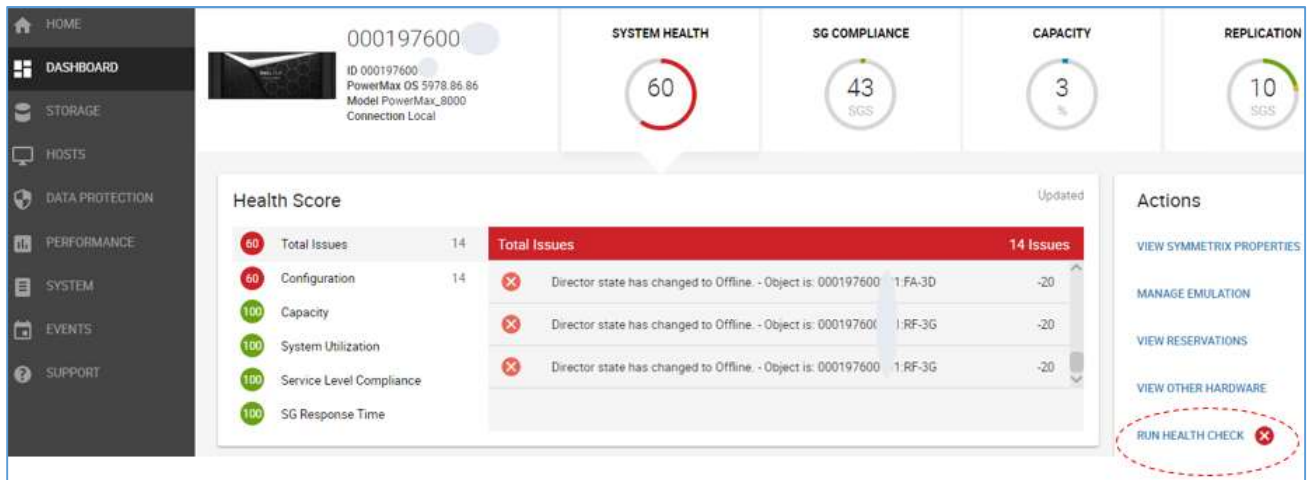 HOME
DASHBOARD
STORAGE
HOSTS
DATA PROTECTION
PERFORMANCE
SYSTEM
EVENTS
SUPPORT
000197600
ID 000197600
PowerMax OS 5978.86.86
Model PowerMax_8000
Connection Local
SYSTEM HEALTH
60
SG COMPLIANCE
43
SGS
CAPACITY
3
%
REPLICATION
10
SGS
Health Score
Updated
60 Total Issues 14
60 Configuration 14
100 Capacity
100 System Utilization
100 Service Level Compliance
100 SG Response Time
Total Issues 14 Issues
Director state has changed to Offline. - Object is: 000197600 1:FA-3D -20
Director state has changed to Offline. - Object is: 00019760 :RF-3G -20
Director state has changed to Offline. - Object is: 000197600 1:RF-3G -20
Actions
VIEW SYMMETRIX PROPERTIES
MANAGE EMULATION
VIEW RESERVATIONS
VIEW OTHER HARDWARE
RUN HEALTH CHECK